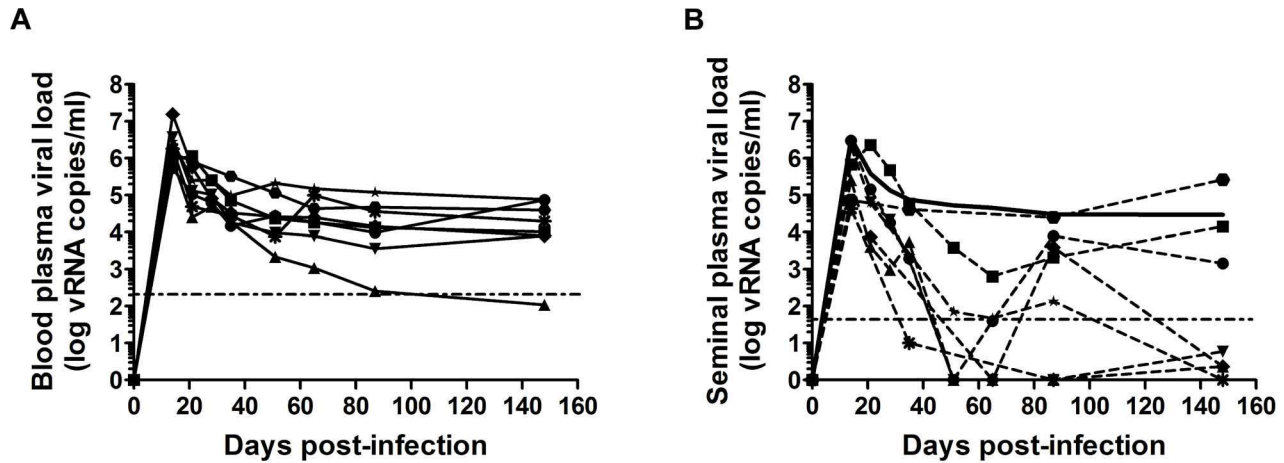 A
Blood plasma viral load
(log vRNA copies/ml)
8
7
6
5
4
3
2
1
0
0 20 40 60 80 100 120 140 160
Days post-infection
B
Seminal plasma viral load
(log vRNA copies/ml)
8
7
6
5
4
3
2
1
0
0 20 40 60 80 100 120 140 160
Days post-infection